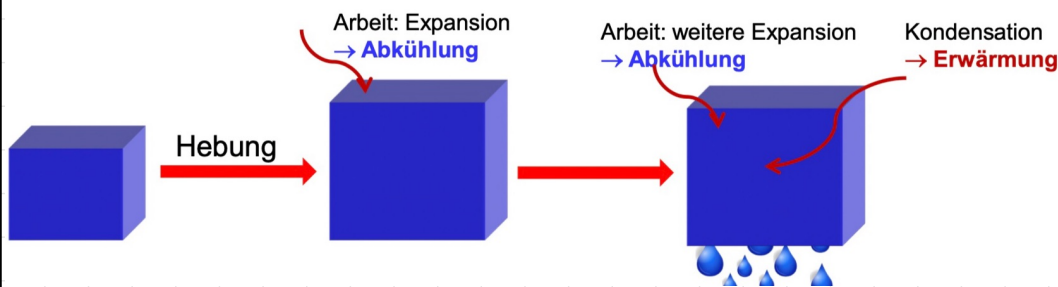 Arbeit: Expansion
→ Abkühlung
Hebung
Arbeit: weitere Expansion
→ Abkühlung
Kondensation
→ Erwärmung